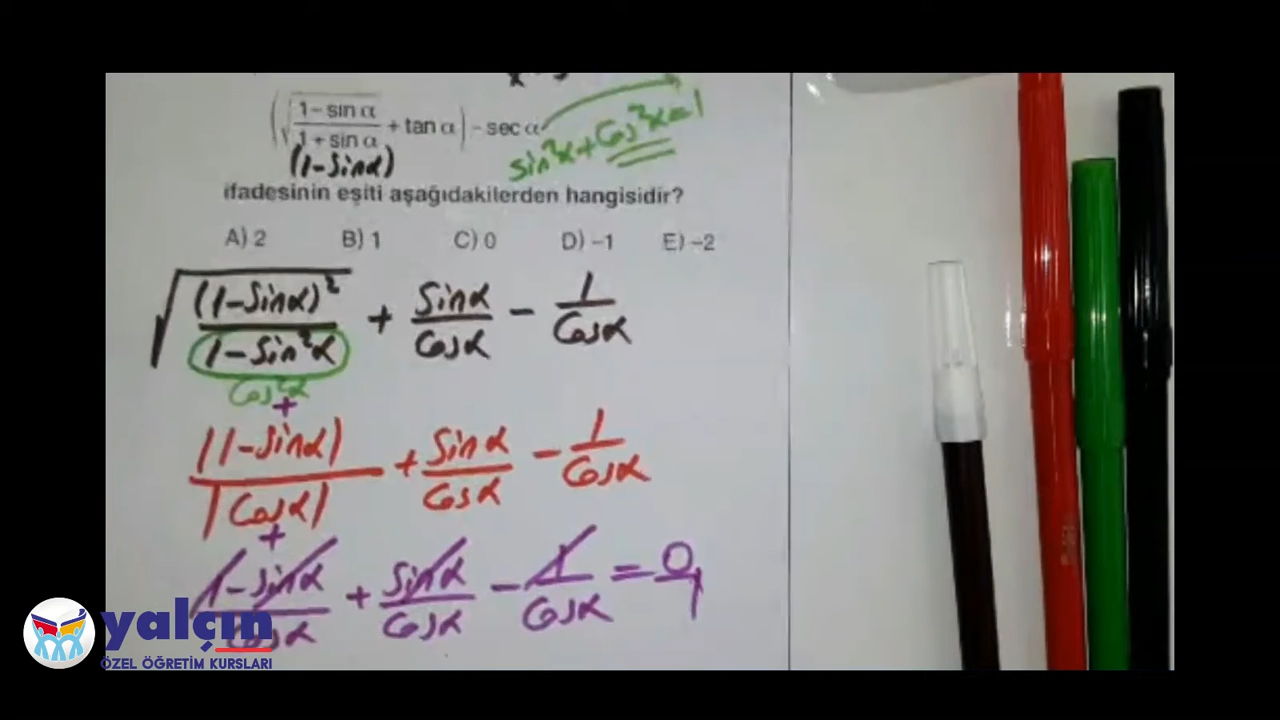 √((1 - sin α)/(1 + sin α)) + tan α) - sec α
(1-Sinα)
sin²α + Cos²α = 1
ifadesinin eşiti aşağıdakilerden hangisidir?
A) 2 B) 1 C) 0 D) -1 E) -2
√((1-Sinα)²/(1-Sin²α)) + Sinα/Cosα - 1/Cosα
Cos²α
+
|1-Sinα|/|Cosα| + Sinα/Cosα - 1/Cosα
+
1-Sinα/Cosα + Sinα/Cosα - 1/Cosα = 0
yalçın
ÖZEL ÖĞRETİM KURSLARI